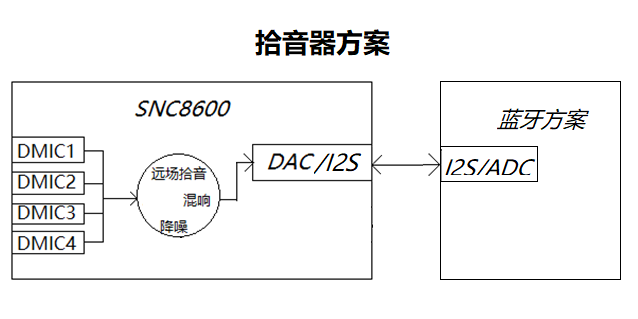 拾音器方案
SNC8600
蓝牙方案
DMIC1
DMIC2
DMIC3
DMIC4
远场拾音
混响
降噪
DAC/I2S
I2S/ADC